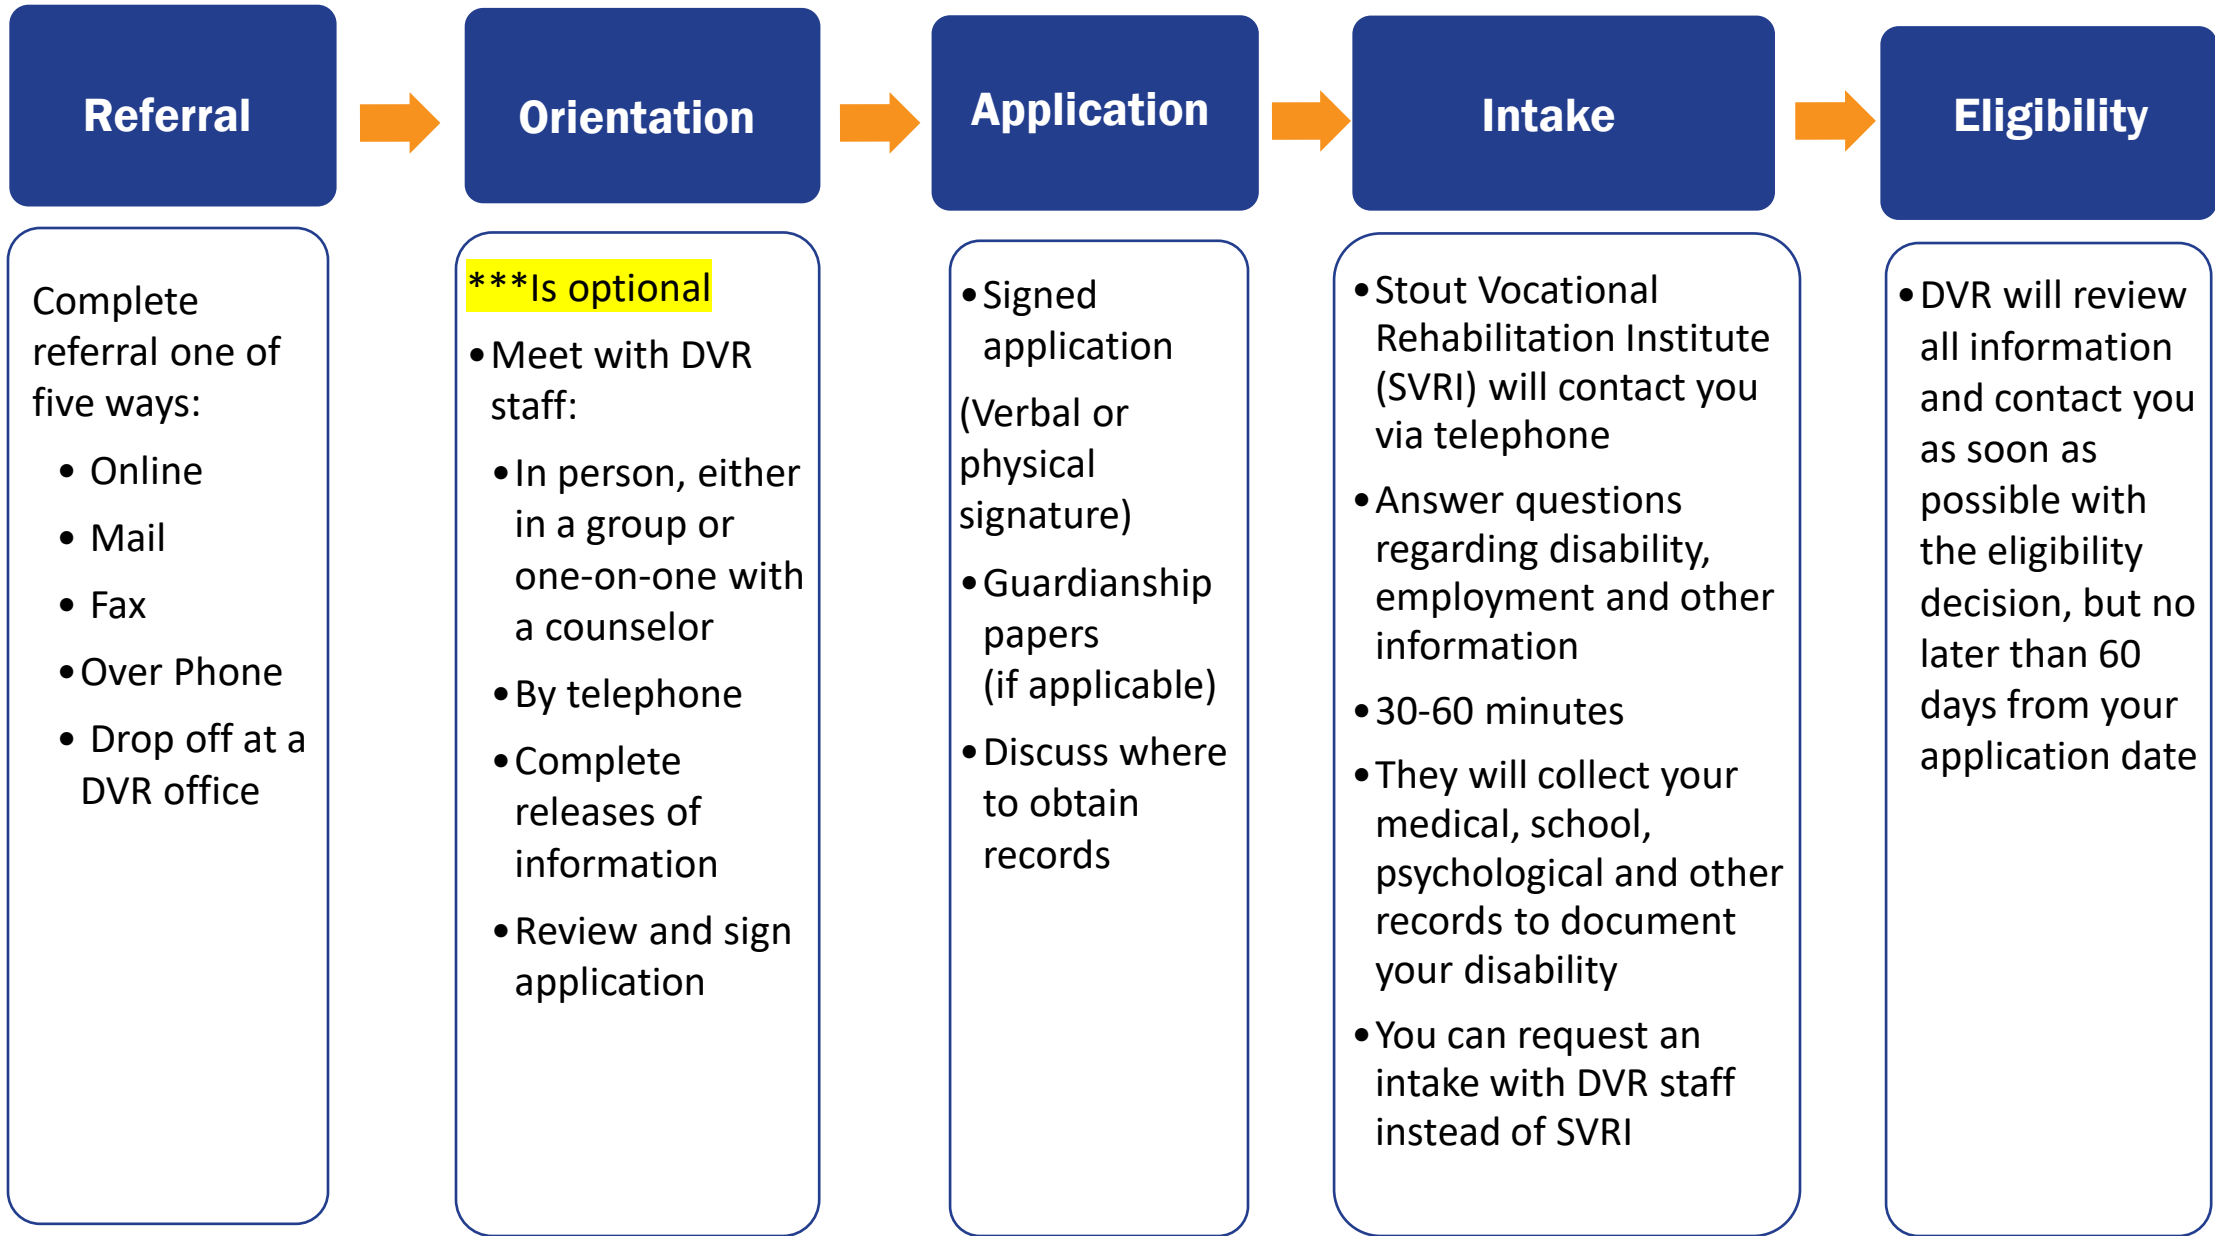 Referral
Complete
referral one of
five ways:
• Online
• Mail
• Fax
•Over Phone
• Drop off at a
DVR office
Orientation
***Is optional
•Meet with DVR
staff:
•In person, either
in a group or
one-on-one with
a counselor
•By telephone
•Complete
releases of
information
•Review and sign
application
Application
•Signed
application
(Verbal or
physical
signature)
•Guardianship
papers
(if applicable)
•Discuss where
to obtain
records
Intake
•Stout Vocational
Rehabilitation Institute
(SVRI) will contact you
via telephone
•Answer questions
regarding disability,
employment and other
information
•30-60 minutes
•They will collect your
medical, school,
psychological and other
records to document
your disability
•You can request an
intake with DVR staff
instead of SVRI
Eligibility
•DVR will review
all information
and contact you
as soon as
possible with
the eligibility
decision, but no
later than 60
days from your
application date